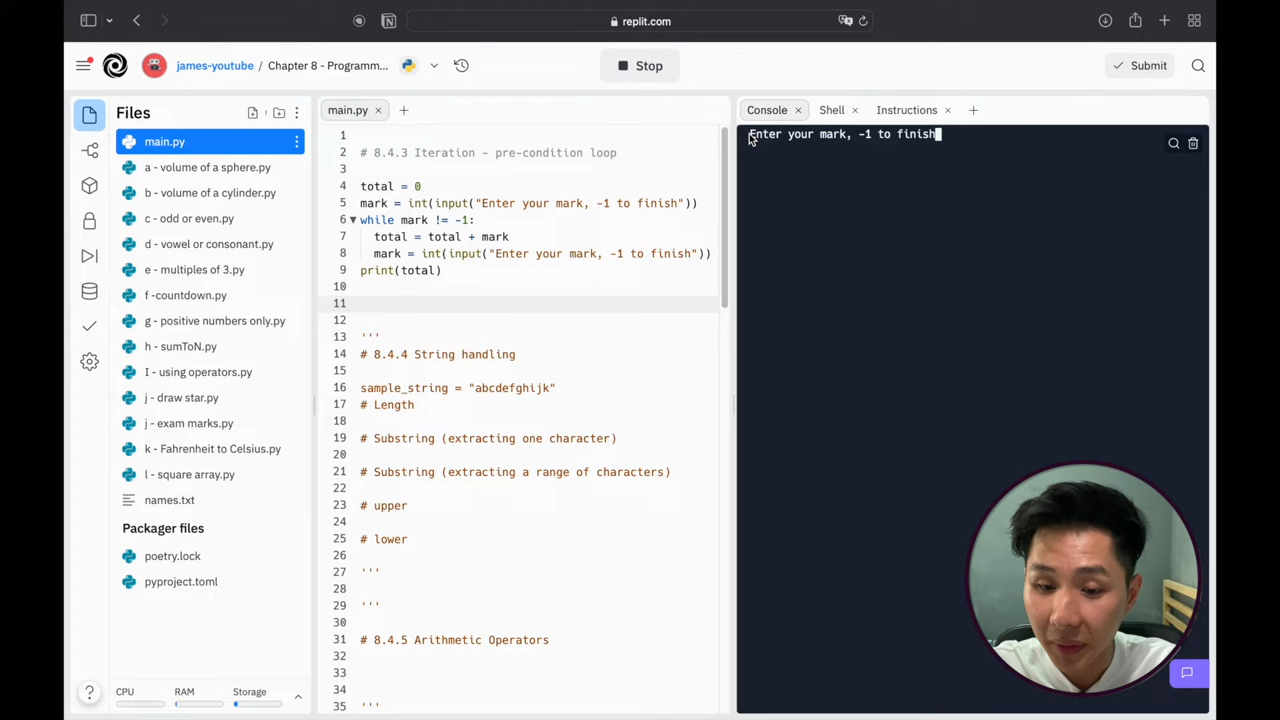 replit.com
james-youtube / Chapter 8 - Programm...
Stop
Submit
Files
main.py
a - volume of a sphere.py
b - volume of a cylinder.py
c - odd or even.py
d - vowel or consonant.py
e - multiples of 3.py
f -countdown.py
g - positive numbers only.py
h - sumToN.py
I - using operators.py
j - draw star.py
j - exam marks.py
k - Fahrenheit to Celsius.py
l - square array.py
names.txt
Packager files
poetry.lock
pyproject.toml
? CPU RAM Storage
main.py
1
2 # 8.4.3 Iteration - pre-condition loop
3
4 total = 0
5 mark = int(input("Enter your mark, -1 to finish"))
6 while mark != -1:
7 total = total + mark
8 mark = int(input("Enter your mark, -1 to finish"))
9 print(total)
10
11
12
13 '''
14 # 8.4.4 String handling
15
16 sample_string = "abcdefghijk"
17 # Length
18
19 # Substring (extracting one character)
20
21 # Substring (extracting a range of characters)
22
23 # upper
24
25 # lower
26
27 '''
28
29 '''
30
31 # 8.4.5 Arithmetic Operators
32
33
34
35 '''
Console Shell Instructions
Enter your mark, -1 to finish